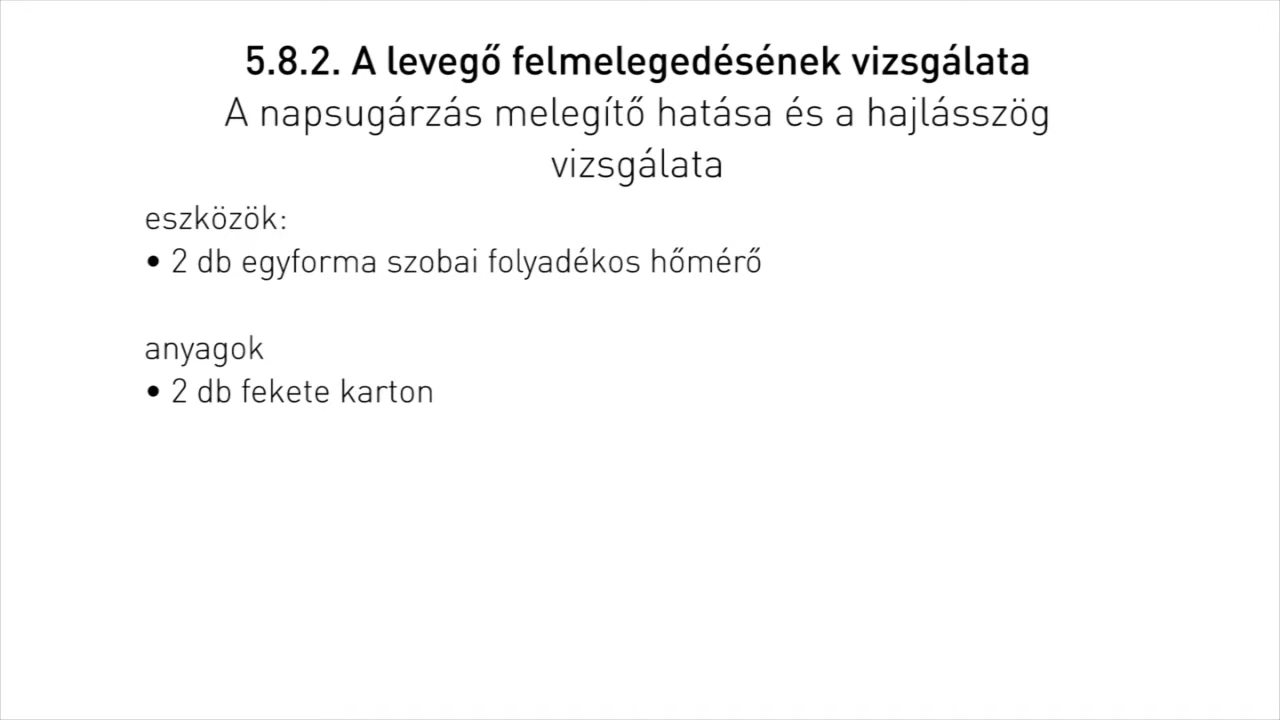 5.8.2. A levegő felmelegedésének vizsgálata
A napsugárzás melegítő hatása és a hajlásszög
vizsgálata
eszközök:
• 2 db egyforma szobai folyadékos hőmérő
anyagok
• 2 db fekete karton